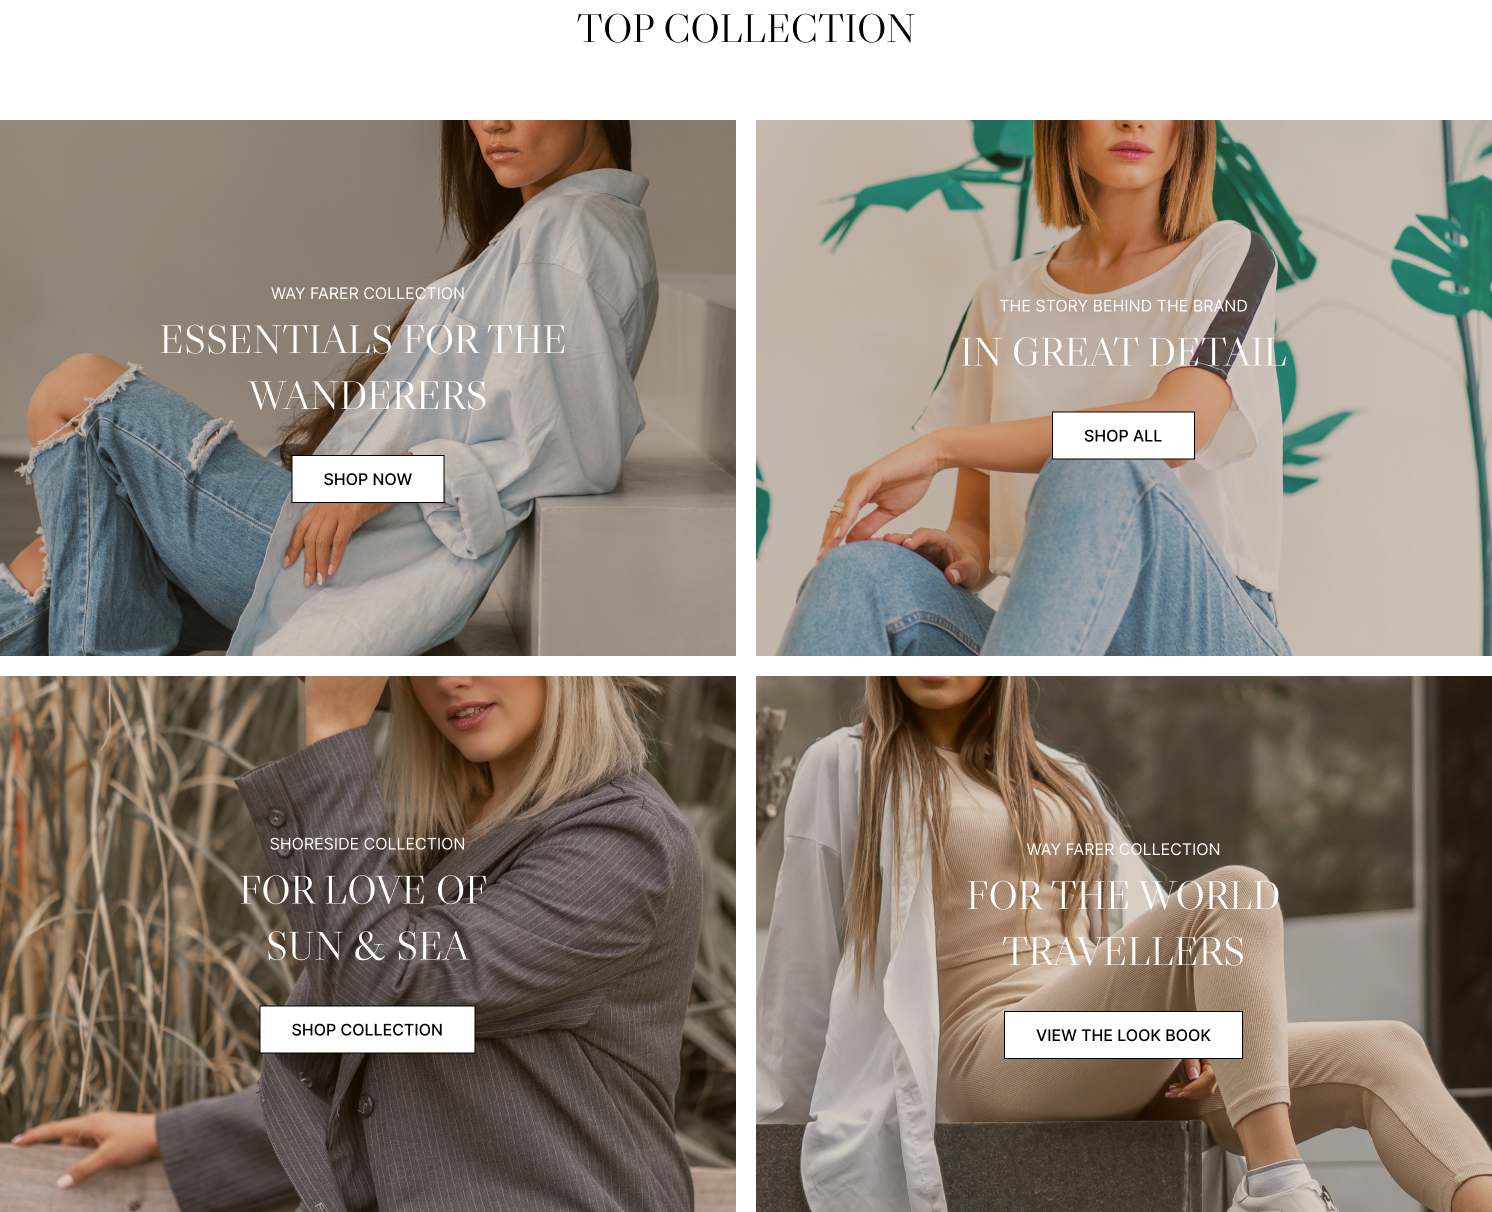 TOP COLLECTION
WAY FARER COLLECTION
ESSENTIALS FOR THE
WANDERERS
SHOP NOW
THE STORY BEHIND THE BRAND
IN GREAT DETAIL
SHOP ALL
SHORESIDE COLLECTION
FOR LOVE OF
SUN & SEA
SHOP COLLECTION
WAY FARER COLLECTION
FOR THE WORLD
TRAVELLERS
VIEW THE LOOK BOOK